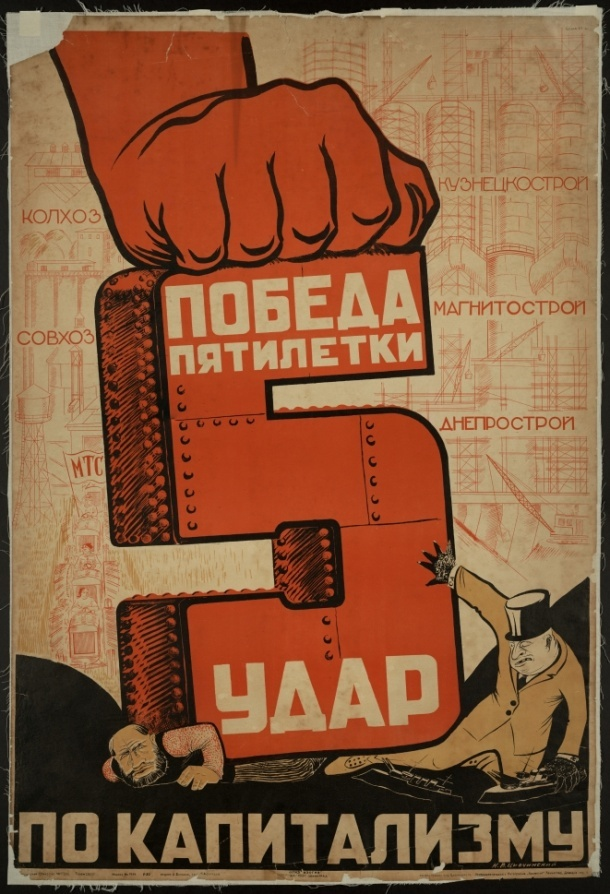 КУЗНЕЦКОСТРОЙ
КОЛХОЗ
ПОБЕДА
ПЯТИЛЕТКИ
МАГНИТОСТРОЙ
СОВХОЗ
ДНЕПРОСТРОЙ
МТС
УДАР
ПО КАПИТАЛИЗМУ